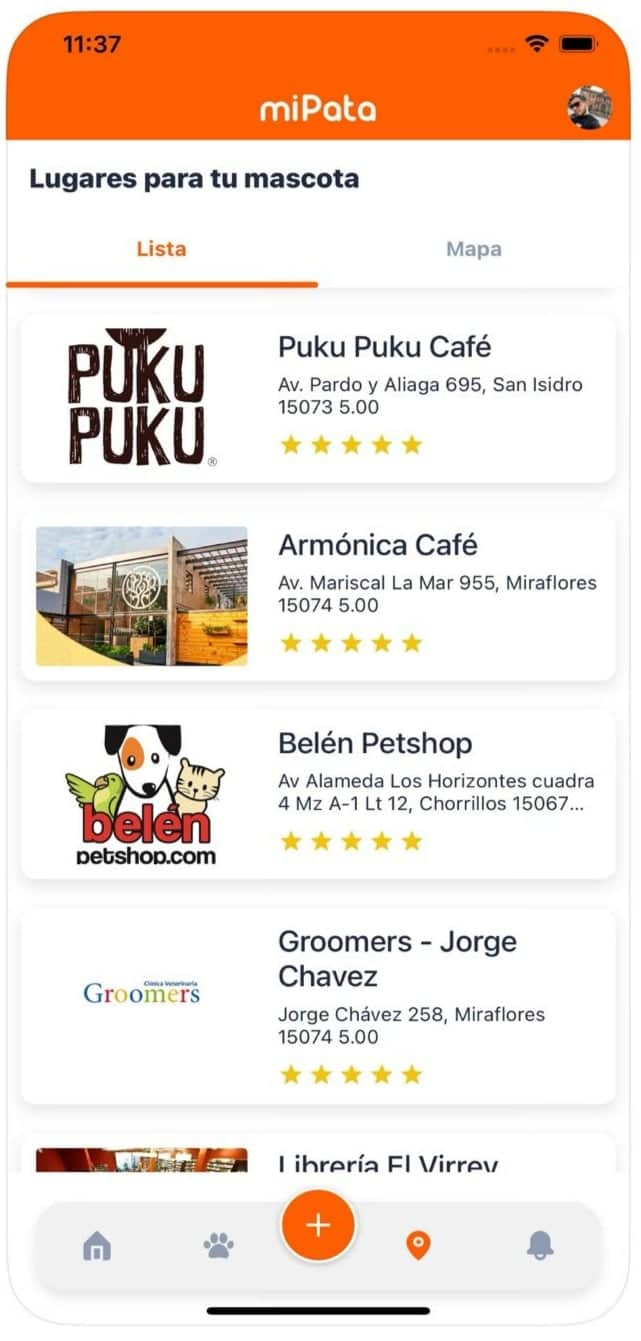 11:37
miPata
Lugares para tu mascota
Lista
Mapa
PUKU
PUKU
®
Puku Puku Café
Av. Pardo y Aliaga 695, San Isidro
15073 5.00
Armónica Café
Av. Mariscal La Mar 955, Miraflores
15074 5.00
belén
petshop.com
Belén Petshop
Av Alameda Los Horizontes cuadra
4 Mz A-1 Lt 12, Chorrillos 15067...
Clínica Veterinaria
Groomers
Groomers - Jorge
Chavez
Jorge Chávez 258, Miraflores
15074 5.00
Librería El Virrey